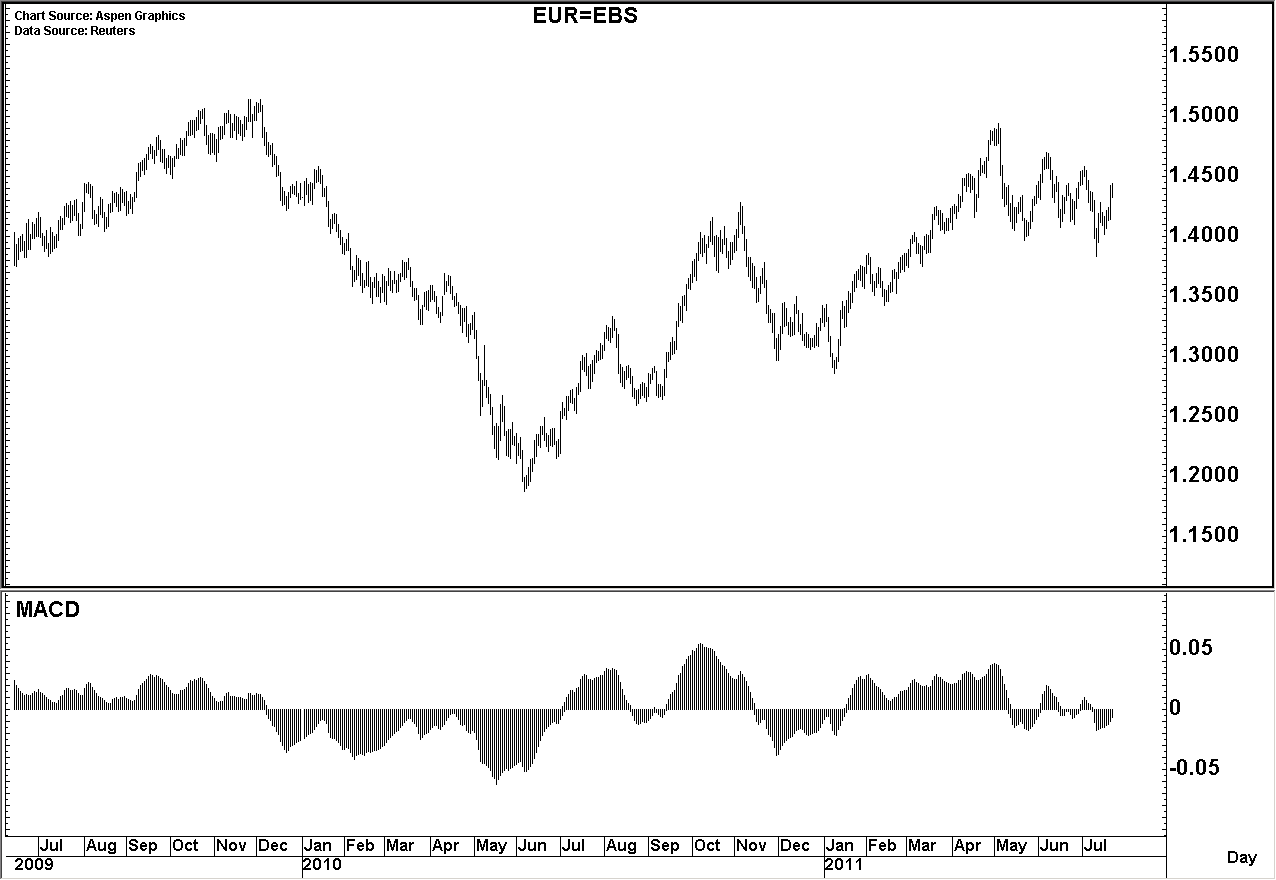 Chart Source: Aspen Graphics
Data Source: Reuters
EUR=EBS
1.5500
1.5000
1.4500
1.4000
1.3500
1.3000
1.2500
1.2000
1.1500
MACD
0.05
0
-0.05
Jul Aug Sep Oct Nov Dec Jan Feb Mar Apr May Jun Jul Aug Sep Oct Nov Dec Jan Feb Mar Apr May Jun Jul
2009 2010 2011
Day